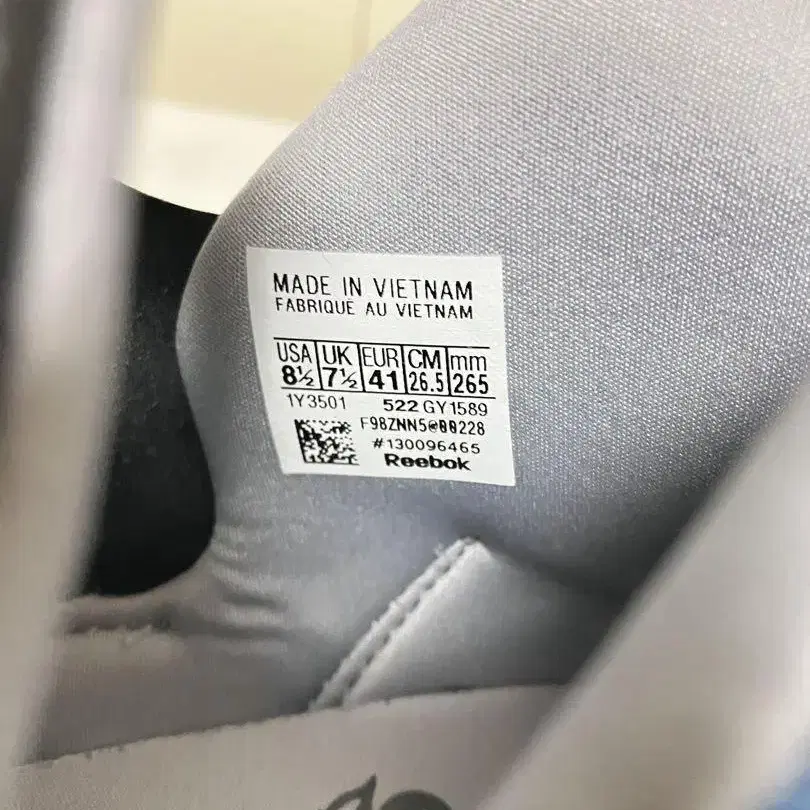 MADE IN VIETNAM
FABRIQUE AU VIETNAM
USA UK EUR CM mm
8½ 7½ 41 26.5 265
1Y3501 522 GY1589
F98ZNN5@00228
#130096465
Reebok